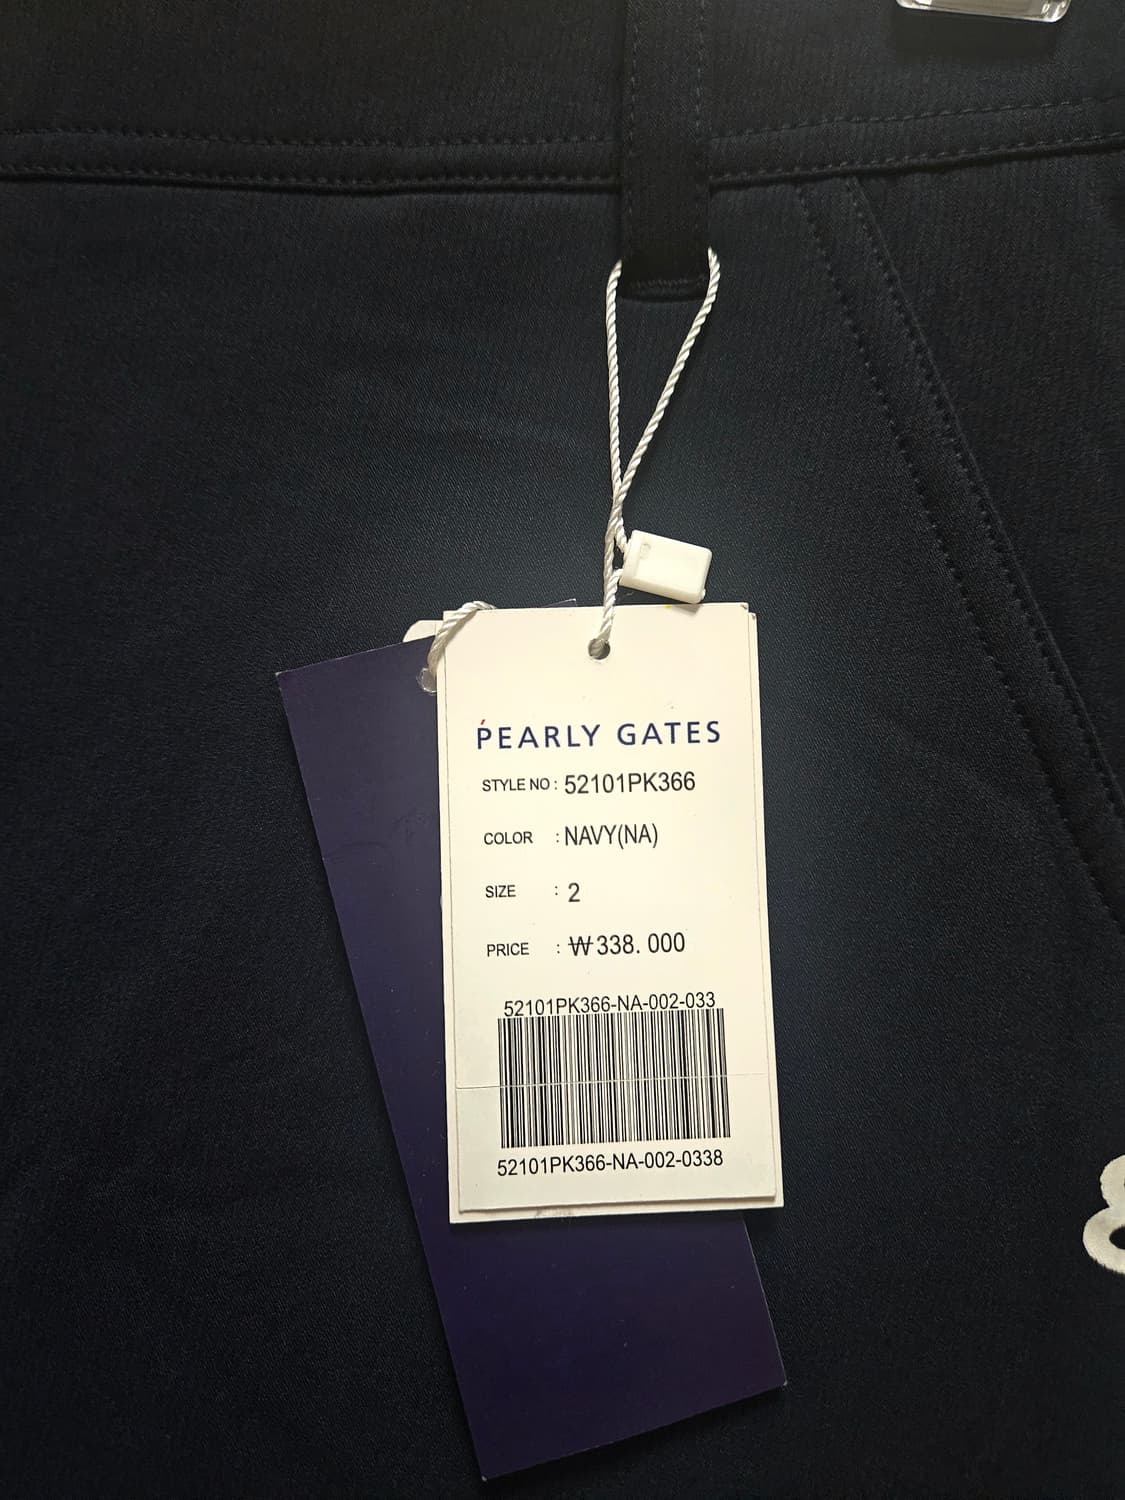 PEARLY GATES
STYLE NO : 52101PK366
COLOR : NAVY(NA)
SIZE : 2
PRICE : ₩338. 000
52101PK366-NA-002-033
52101PK366-NA-002-0338